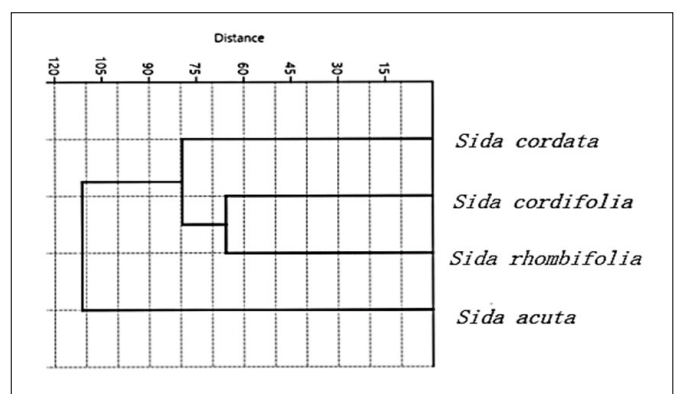 Distance
120 105 90 75 60 45 30 15
Sida cordata
Sida cordifolia
Sida rhombifolia
Sida acuta